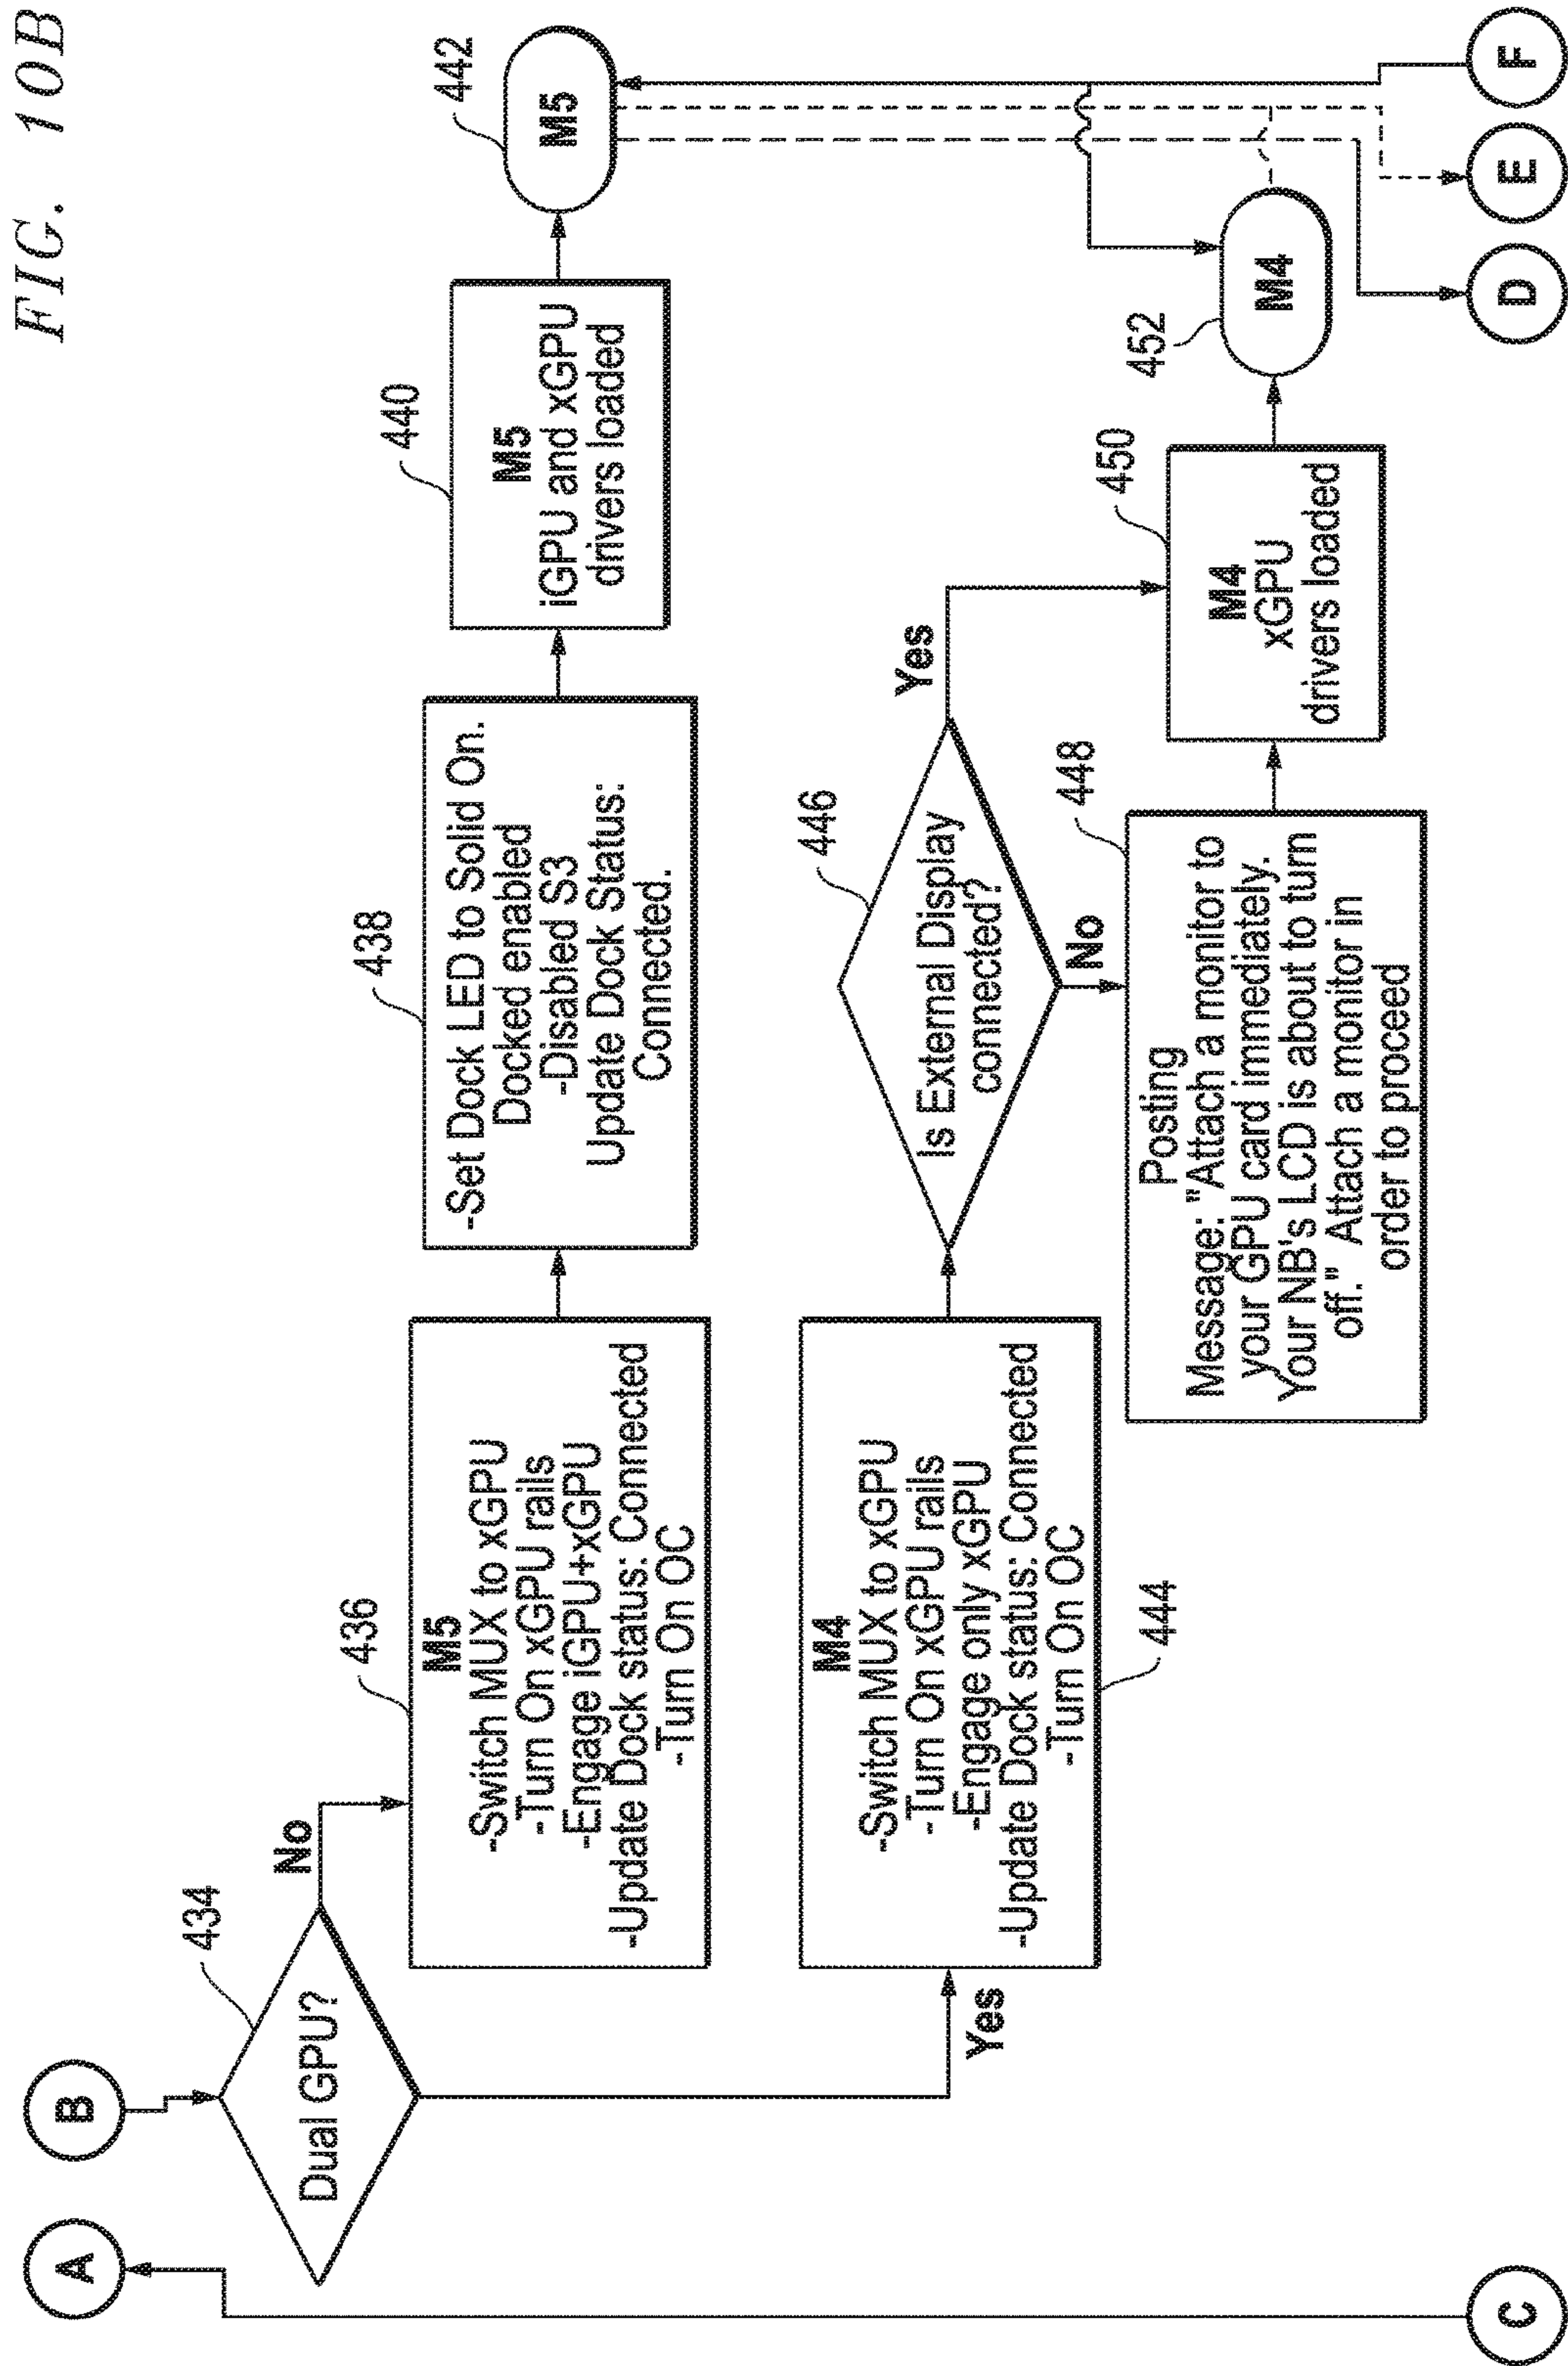 FIG. 10B
A
B
434
Dual GPU?
No
Yes
436
M5
-Switch MUX to xGPU
-Turn On xGPU rails
-Engage iGPU+xGPU
-Update Dock status: Connected
-Turn On OC
438
-Set Dock LED to Solid On.
Docked enabled
-Disabled S3
Update Dock Status:
Connected.
440
M5
iGPU and xGPU
drivers loaded
442
M5
M4
-Switch MUX to xGPU
-Turn On xGPU rails
-Engage only xGPU
-Update Dock status: Connected
-Turn On OC
444
446
Is External Display
connected?
Yes
No
448
Posting
Message: "Attach a monitor to
your GPU card immediately.
Your NB's LCD is about to turn
off." Attach a monitor in
order to proceed
450
M4
xGPU
drivers loaded
452
M4
C
D
E
F